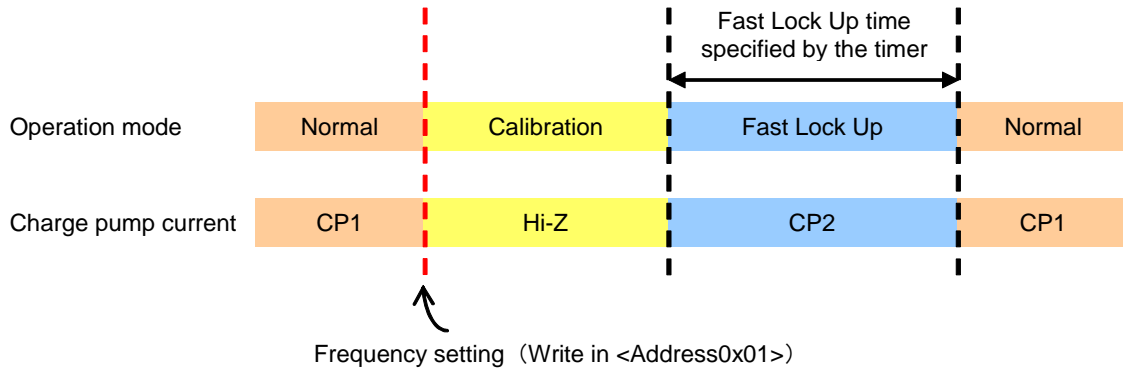 Fast Lock Up time
specified by the timer
Operation mode
Normal
Calibration
Fast Lock Up
Normal
Charge pump current
CP1
Hi-Z
CP2
CP1
Frequency setting（Write in <Address0x01>）